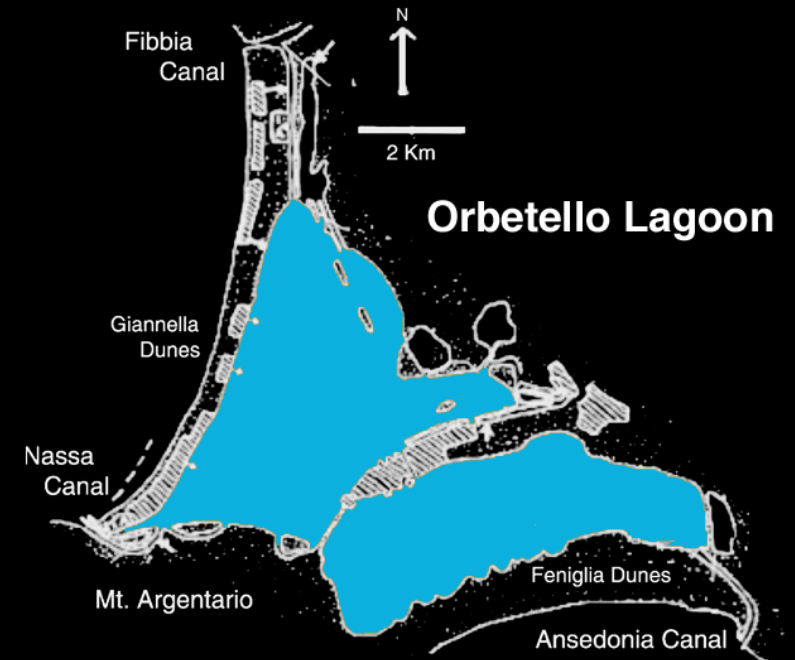 Fibbia
Canal
N
2 Km
Orbetello Lagoon
Giannella
Dunes
Nassa
Canal
Mt. Argentario
Feniglia Dunes
Ansedonia Canal